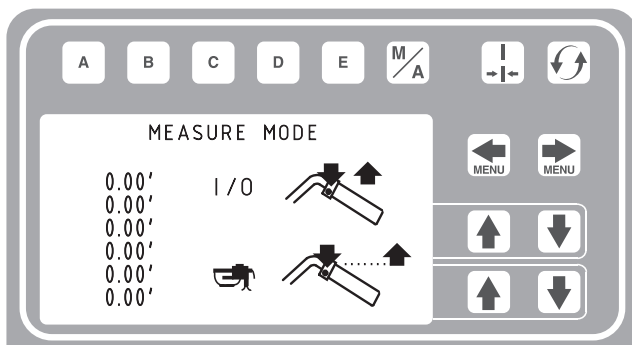 A B C D E M/A
MENU MENU
MEASURE MODE
0.00' I/O
0.00'
0.00'
0.00'
0.00'
0.00'